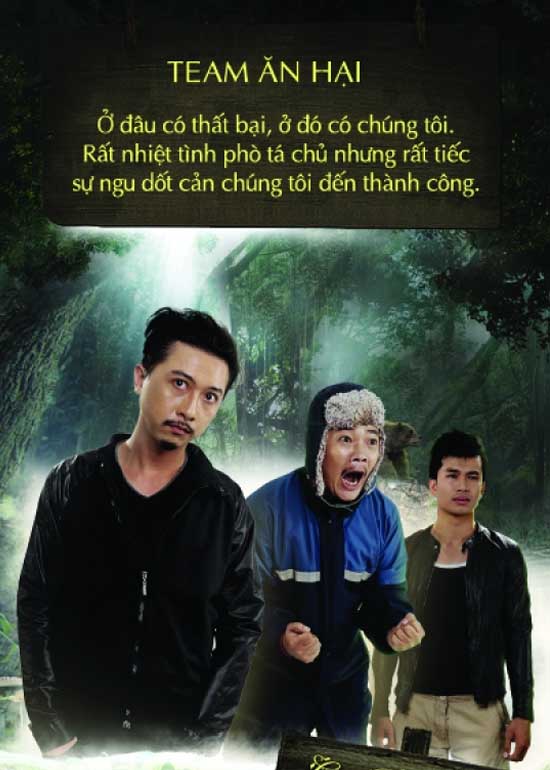 TEAM ĂN HẠI
Ở đâu có thất bại, ở đó có chúng tôi.
Rất nhiệt tình phò tá chủ nhưng rất tiếc
sự ngu dốt cản chúng tôi đến thành công.